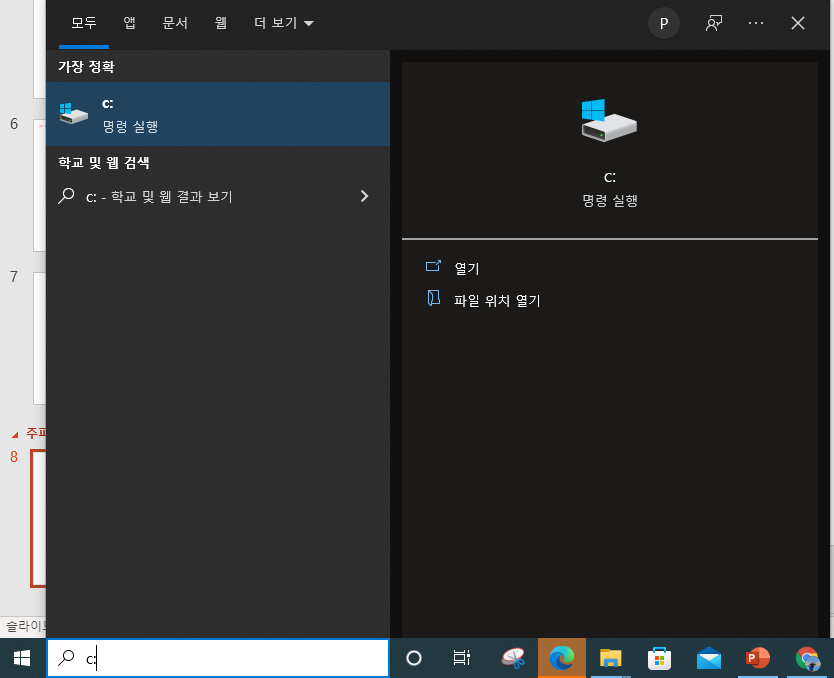 모두 앱 문서 웹 더 보기 P
가장 정확
c:
명령 실행
학교 및 웹 검색
c: - 학교 및 웹 결과 보기
c:
명령 실행
열기
파일 위치 열기
6
7
8
c: